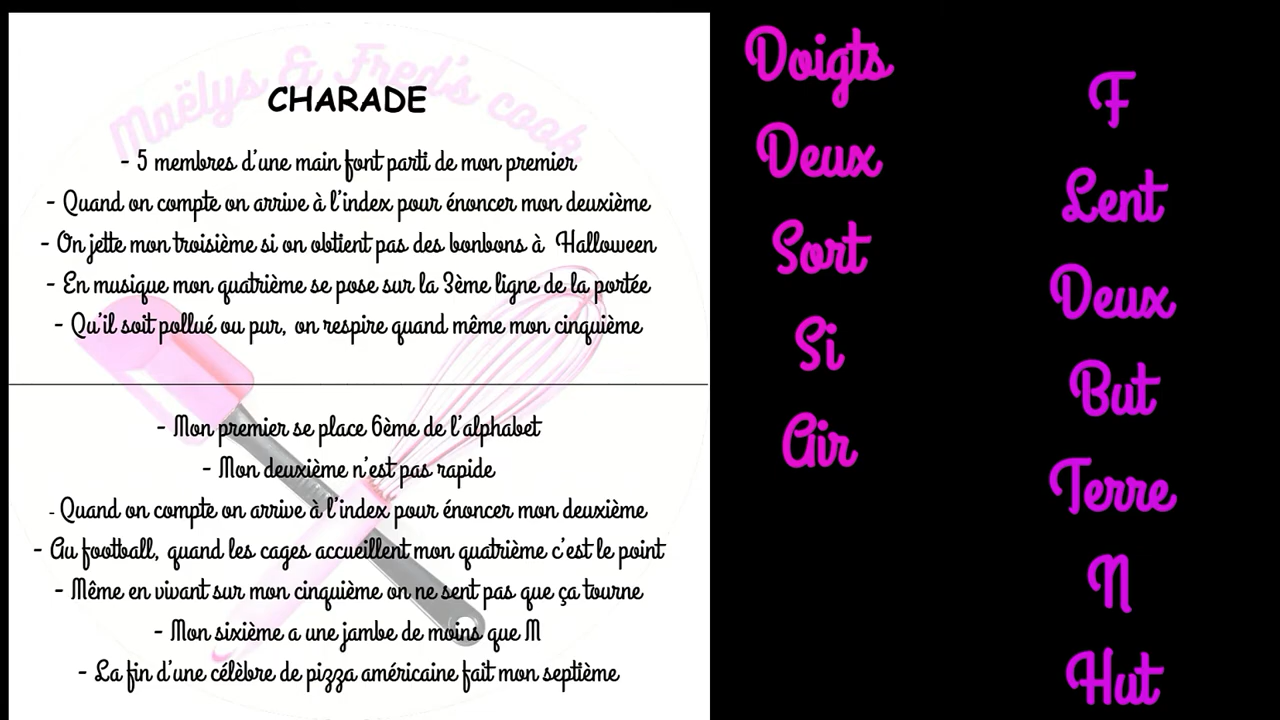 Maëlys & Fred's cook
CHARADE
- 5 membres d'une main font parti de mon premier
- Quand on compte on arrive à l'index pour énoncer mon deuxième
- On jette mon troisième si on obtient pas des bonbons à Halloween
- En musique mon quatrième se pose sur la 3ème ligne de la portée
- Qu'il soit pollué ou pur, on respire quand même mon cinquième
- Mon premier se place 6ème de l'alphabet
- Mon deuxième n'est pas rapide
- Quand on compte on arrive à l'index pour énoncer mon deuxième
- Au football, quand les cages accueillent mon quatrième c'est le point
- Même en vivant sur mon cinquième on ne sent pas que ça tourne
- Mon sixième a une jambe de moins que M
- La fin d'une célèbre de pizza américaine fait mon septième
Doigts
Deux
Sort
Si
Air
F
Lent
Deux
But
Terre
N
Hut